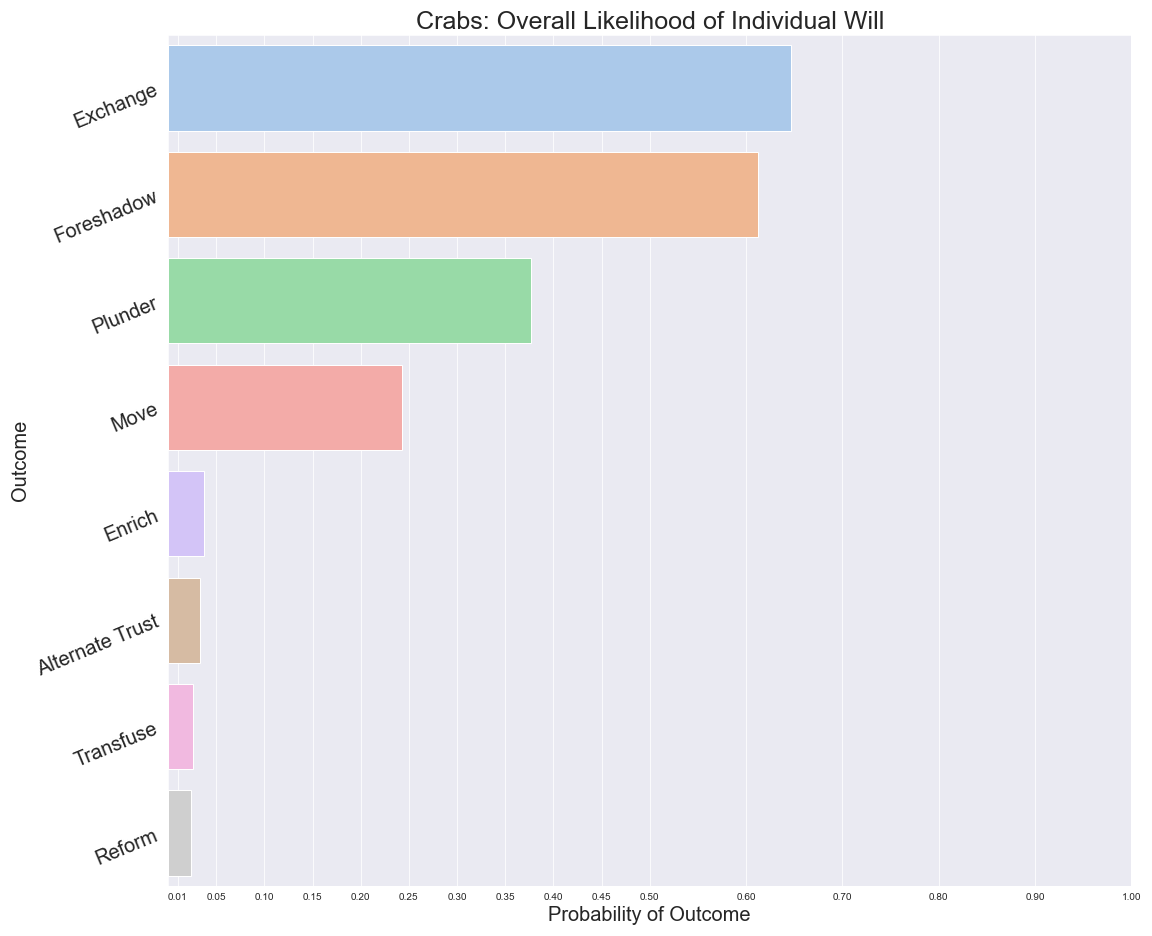 Crabs: Overall Likelihood of Individual Will
Exchange
Foreshadow
Plunder
Move
Enrich
Alternate Trust
Transfuse
Reform
Outcome
0.01 0.05 0.10 0.15 0.20 0.25 0.30 0.35 0.40 0.45 0.50 0.60 0.70 0.80 0.90 1.00
Probability of Outcome